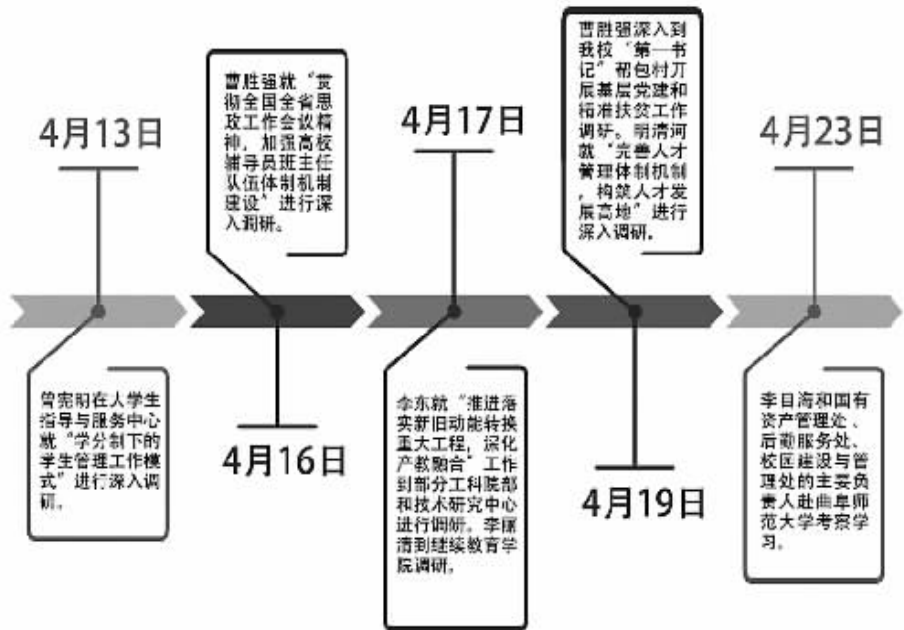 4月13日
曾宪明在大学生
指导与服务中心
就“学分制下的
学生管理工作模
式”进行深入调
研。
曹胜强就“贯
彻全国全省思
政工作会议精
神,加强高校
辅导员班主任
队伍体制机制
建设”进行深
入调研。
4月16日
4月17日
李东就“推进落
实新旧动能转换
重大工程,深化
产教融合”工作
到部分工科院部
和技术研究中心
进行调研。李丽
清到继续教育学
院调研。
曹胜强深入到
我校“第一书
记”帮包村开
展基层党建和
精准扶贫工作
调研。明清河
就“完善人才
管理体制机制
,构筑人才发
展高地”进行
深入调研。
4月19日
4月23日
李目海和国有
资产管理处、
后勤服务处、
校园建设与管
理处的主要负
责人赴曲阜师
范大学考察学
习。